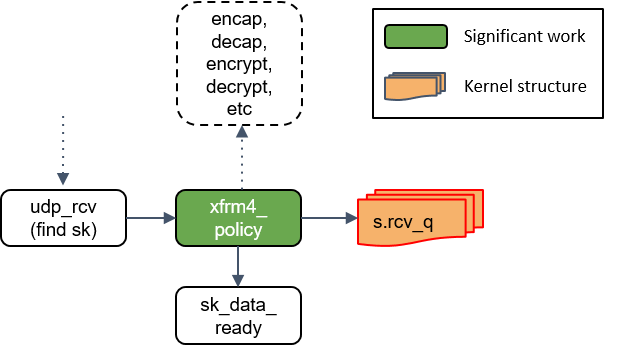 encap,
decap,
encrypt,
decrypt,
etc
Significant work
Kernel structure
udp_rcv
(find sk)
xfrm4_
policy
s.rcv_q
sk_data_
ready